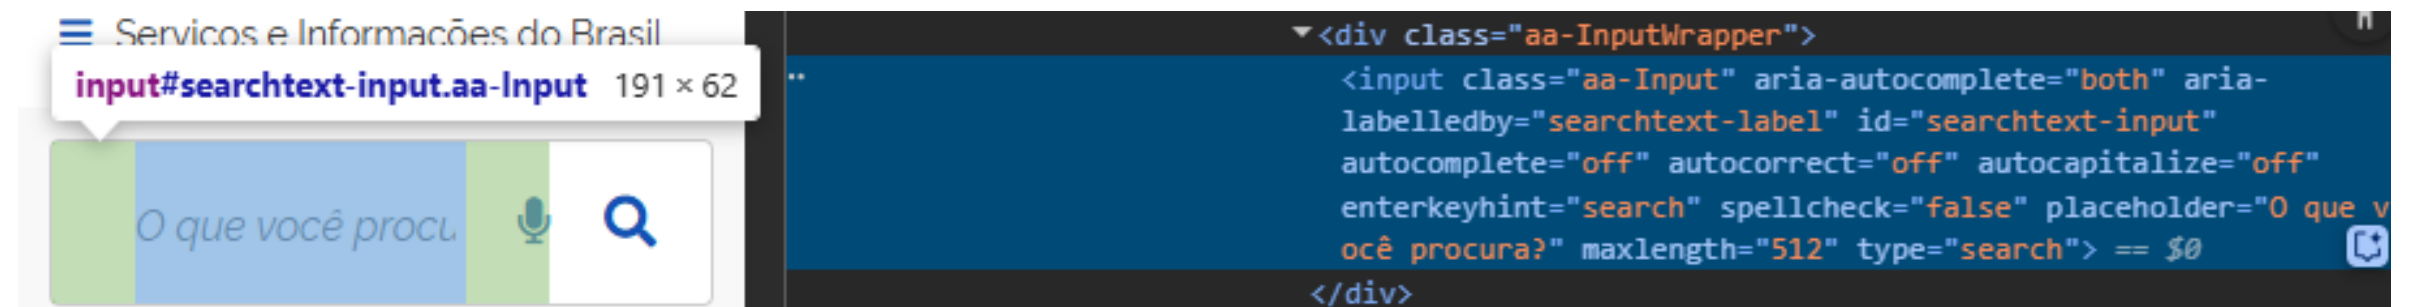 Serviços e Informações do Brasil
input#searchtext-input.aa-Input 191 × 62
O que você procu
<div class="aa-InputWrapper">
<input class="aa-Input" aria-autocomplete="both" aria-
labelledby="searchtext-label" id="searchtext-input"
autocomplete="off" autocorrect="off" autocapitalize="off"
enterkeyhint="search" spellcheck="false" placeholder="O que v
ocê procura?" maxlength="512" type="search"> == $0
</div>